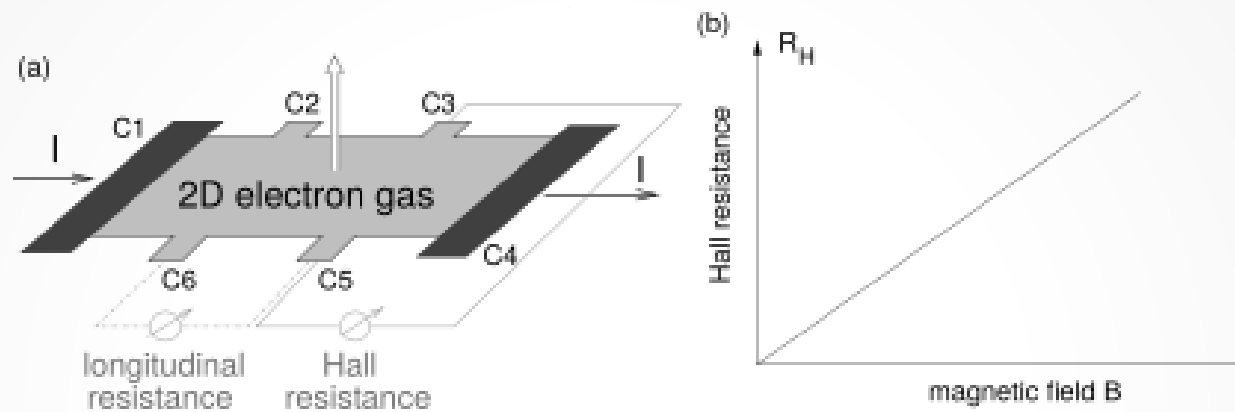 (a)
C1
C2
C3
I
2D electron gas
I
C4
C6
C5
longitudinal
resistance
Hall
resistance
(b)
R_H
Hall resistance
magnetic field B